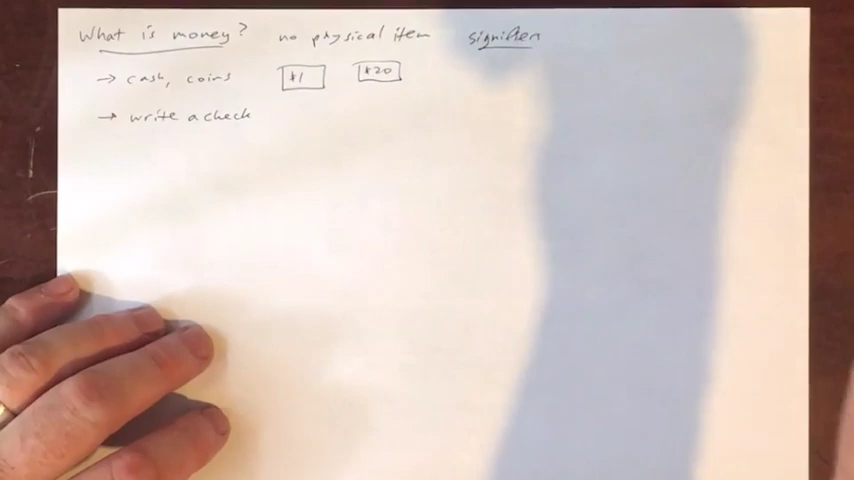 What is money? no physical item signifier
→ cash, coins $1 $20
→ write a check